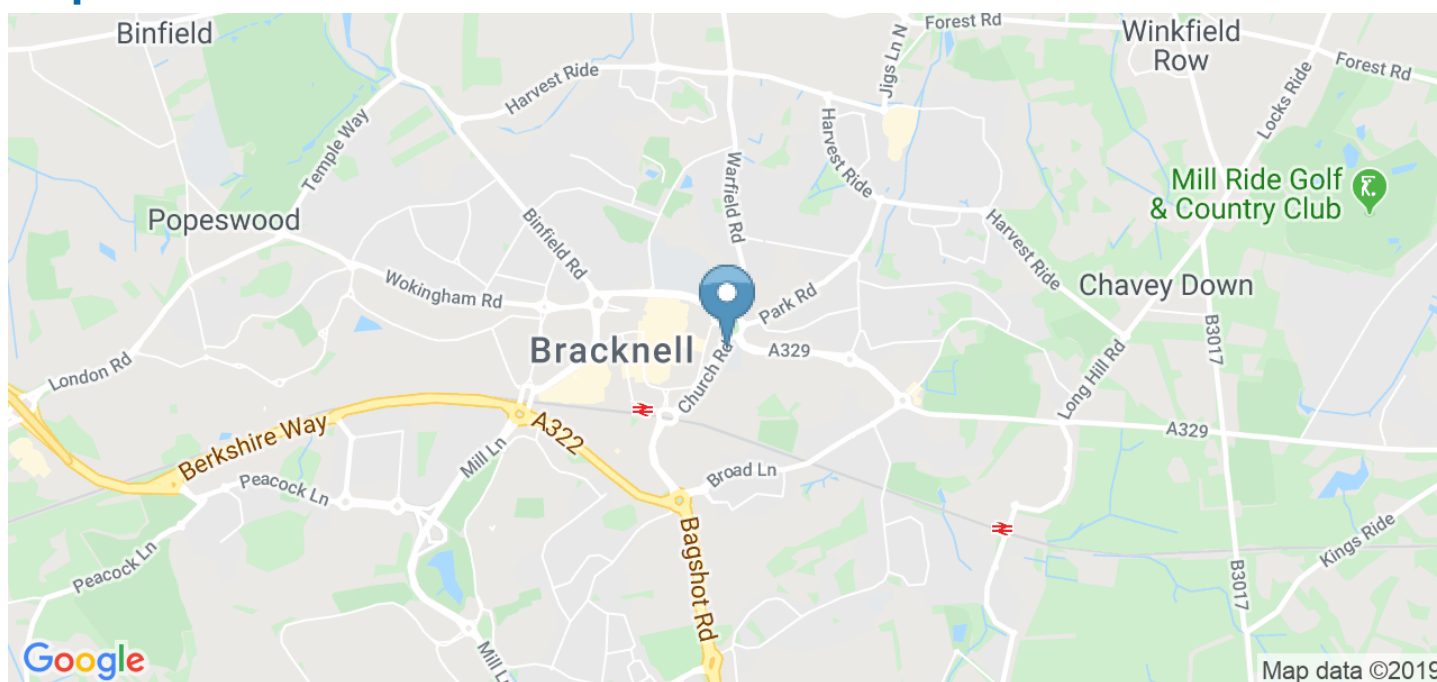 Binfield
Forest Rd
Winkfield
Row
Forest Rd
Jigs Ln N
Harvest Ride
Locks Ride
Temple Way
Harvest Ride
Warfield Rd
Mill Ride Golf
& Country Club
Popeswood
Binfield Rd
Harvest Ride
Wokingham Rd
Park Rd
Chavey Down
B3017
Bracknell
Church Rd
A329
London Rd
Long Hill Rd
A329
Berkshire Way
A322
Mill Ln
Broad Ln
Peacock Ln
Bagshot Rd
Kings Ride
Peacock Ln
B3017
Mill L
Google
Map data ©2019